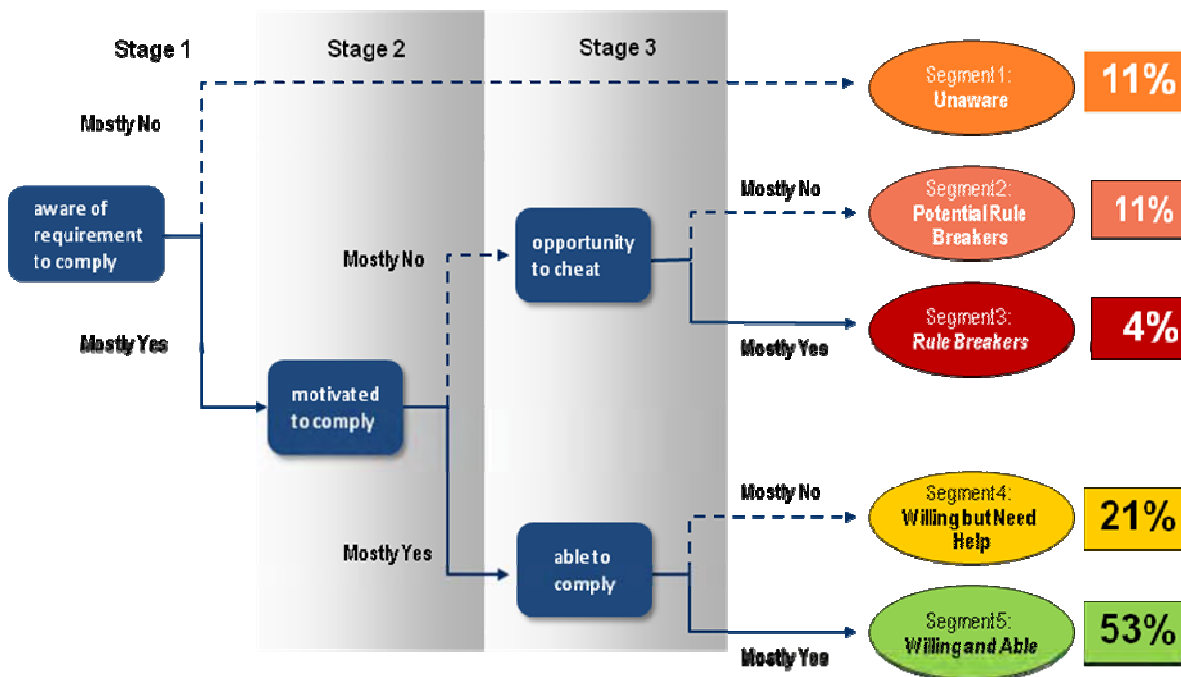 Stage 1
Stage 2
Stage 3
Mostly No
aware of
requirement
to comply
Mostly Yes
motivated
to comply
Mostly No
Mostly Yes
opportunity
to cheat
able to
comply
Mostly No
Mostly Yes
Mostly No
Mostly Yes
Segment1:
Unaware
11%
Segment2:
Potential Rule
Breakers
11%
Segment3:
Rule Breakers
4%
Segment4:
Willing but Need
Help
21%
Segment5:
Willing and Able
53%